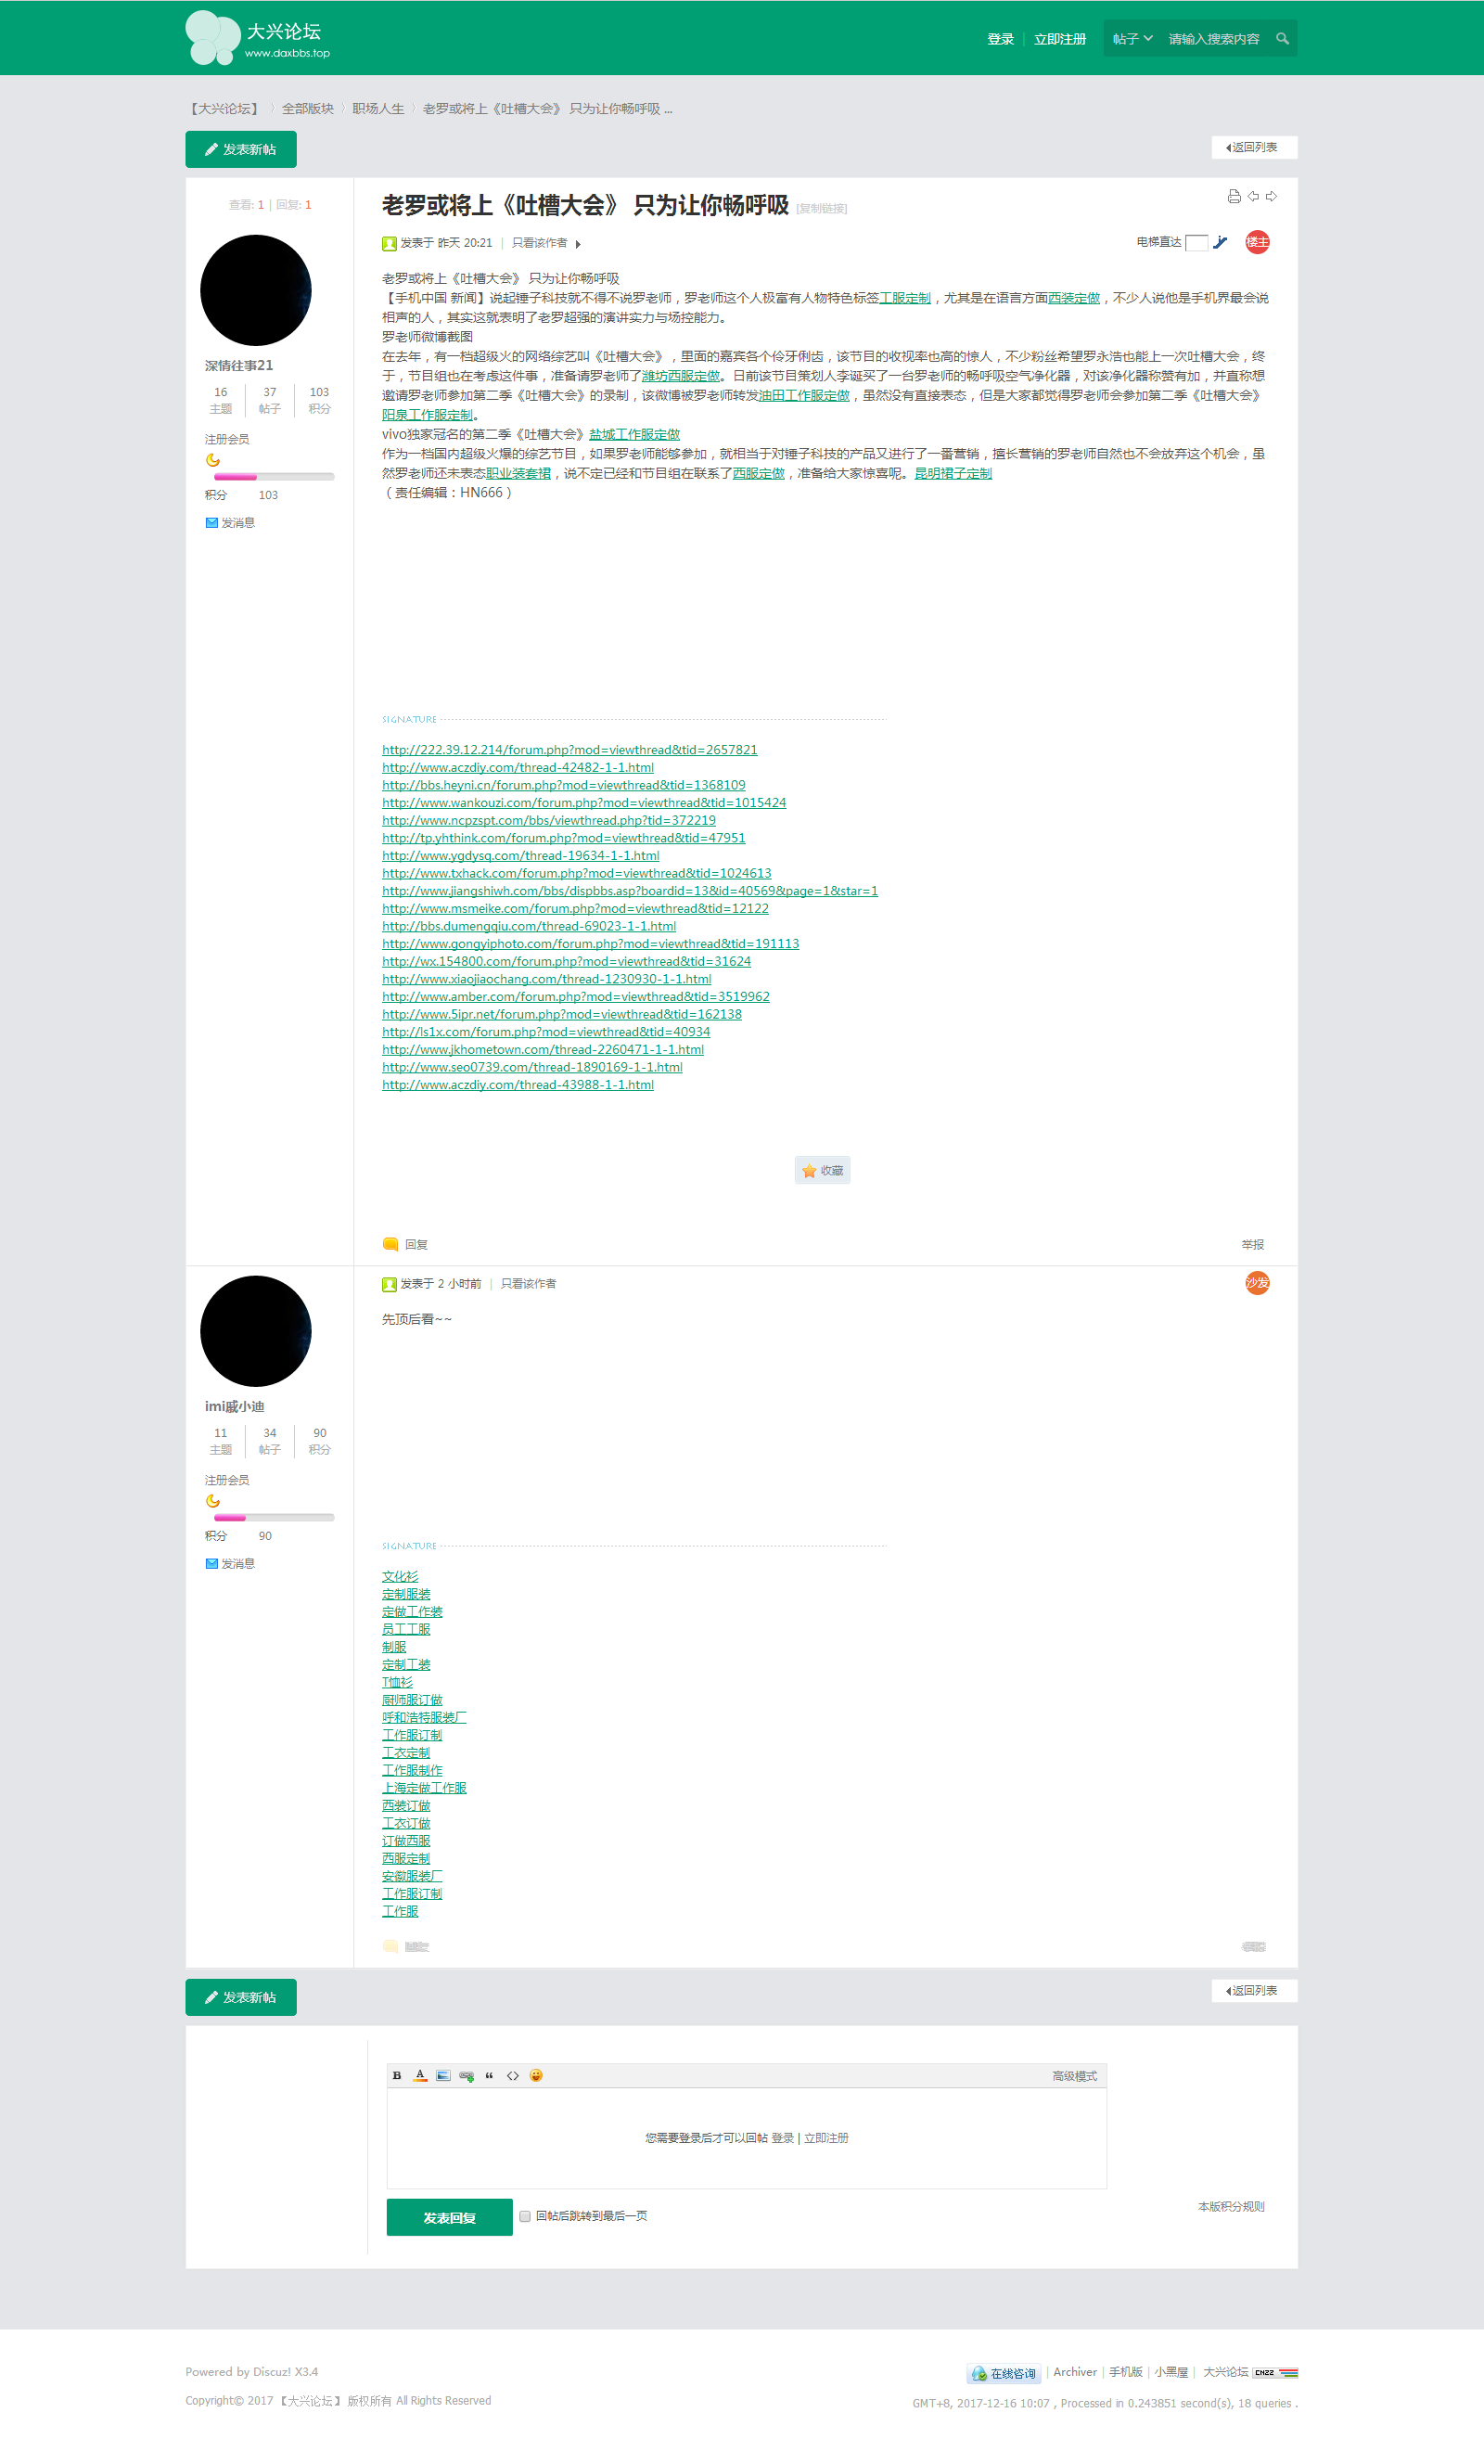 大兴论坛
www.daxbbs.top
登录 | 立即注册 帖子 请输入搜索内容
【大兴论坛】 〉 全部版块 〉 职场人生 〉 老罗或将上《吐槽大会》 只为让你畅呼吸 ...
发表新帖 返回列表
查看: 1 | 回复: 1
老罗或将上《吐槽大会》 只为让你畅呼吸 [复制链接]
发表于 昨天 20:21 | 只看该作者 电梯直达 楼主
深情往事21
16 37 103
主题 帖子 积分
注册会员
积分 103
发消息
老罗或将上《吐槽大会》 只为让你畅呼吸
【手机中国 新闻】说起锤子科技就不得不说罗老师，罗老师这个人极富有人物特色标签工服定制，尤其是在语言方面西装定做，不少人说他是手机界最会说
相声的人，其实这就表明了老罗超强的演讲实力与场控能力。
罗老师微博截图
在去年，有一档超级火的网络综艺叫《吐槽大会》，里面的嘉宾各个伶牙俐齿，该节目的收视率也高的惊人，不少粉丝希望罗永浩也能上一次吐槽大会，终
于，节目组也在考虑这件事，准备请罗老师了潍坊西服定做。日前该节目策划人李诞买了一台罗老师的畅呼吸空气净化器，对该净化器称赞有加，并直称想
邀请罗老师参加第二季《吐槽大会》的录制，该微博被罗老师转发油田工作服定做，虽然没有直接表态，但是大家都觉得罗老师会参加第二季《吐槽大会》
阳泉工作服定制。
vivo独家冠名的第二季《吐槽大会》盐城工作服定做
作为一档国内超级火爆的综艺节目，如果罗老师能够参加，就相当于对锤子科技的产品又进行了一番营销，擅长营销的罗老师自然也不会放弃这个机会，虽
然罗老师还未表态职业装套裙，说不定已经和节目组在联系了西服定做，准备给大家惊喜呢。昆明裙子定制
（责任编辑：HN666）
SIGNATURE
http://222.39.12.214/forum.php?mod=viewthread&tid=2657821
http://www.aczdiy.com/thread-42482-1-1.html
http://bbs.heyni.cn/forum.php?mod=viewthread&tid=1368109
http://www.wankouzi.com/forum.php?mod=viewthread&tid=1015424
http://www.ncpzspt.com/bbs/viewthread.php?tid=372219
http://tp.yhthink.com/forum.php?mod=viewthread&tid=47951
http://www.ygdysq.com/thread-19634-1-1.html
http://www.txhack.com/forum.php?mod=viewthread&tid=1024613
http://www.jiangshiwh.com/bbs/dispbbs.asp?boardid=13&id=40569&page=1&star=1
http://www.msmeike.com/forum.php?mod=viewthread&tid=12122
http://bbs.dumengqiu.com/thread-69023-1-1.html
http://www.gongyiphoto.com/forum.php?mod=viewthread&tid=191113
http://wx.154800.com/forum.php?mod=viewthread&tid=31624
http://www.xiaojiaochang.com/thread-1230930-1-1.html
http://www.amber.com/forum.php?mod=viewthread&tid=3519962
http://www.5ipr.net/forum.php?mod=viewthread&tid=162138
http://ls1x.com/forum.php?mod=viewthread&tid=40934
http://www.jkhometown.com/thread-2260471-1-1.html
http://www.seo0739.com/thread-1890169-1-1.html
http://www.aczdiy.com/thread-43988-1-1.html
收藏
回复 举报
发表于 2 小时前 | 只看该作者 沙发
imi戚小迪
11 34 90
主题 帖子 积分
注册会员
积分 90
发消息
先顶后看~~
SIGNATURE
文化衫
定制服装
定做工作装
员工工服
制服
定制工装
T恤衫
厨师服订做
呼和浩特服装厂
工作服订制
工衣定制
工作服制作
上海定做工作服
西装订做
工衣订做
订做西服
西服定制
安徽服装厂
工作服订制
工作服
发表新帖 返回列表
B A “ <> 高级模式
您需要登录后才可以回帖 登录 | 立即注册
发表回复 回帖后跳转到最后一页 本版积分规则
Powered by Discuz! X3.4 在线咨询 | Archiver | 手机版 | 小黑屋 | 大兴论坛 CNZZ
Copyright© 2017 【大兴论坛】 版权所有 All Rights Reserved GMT+8, 2017-12-16 10:07 , Processed in 0.243851 second(s), 18 queries .